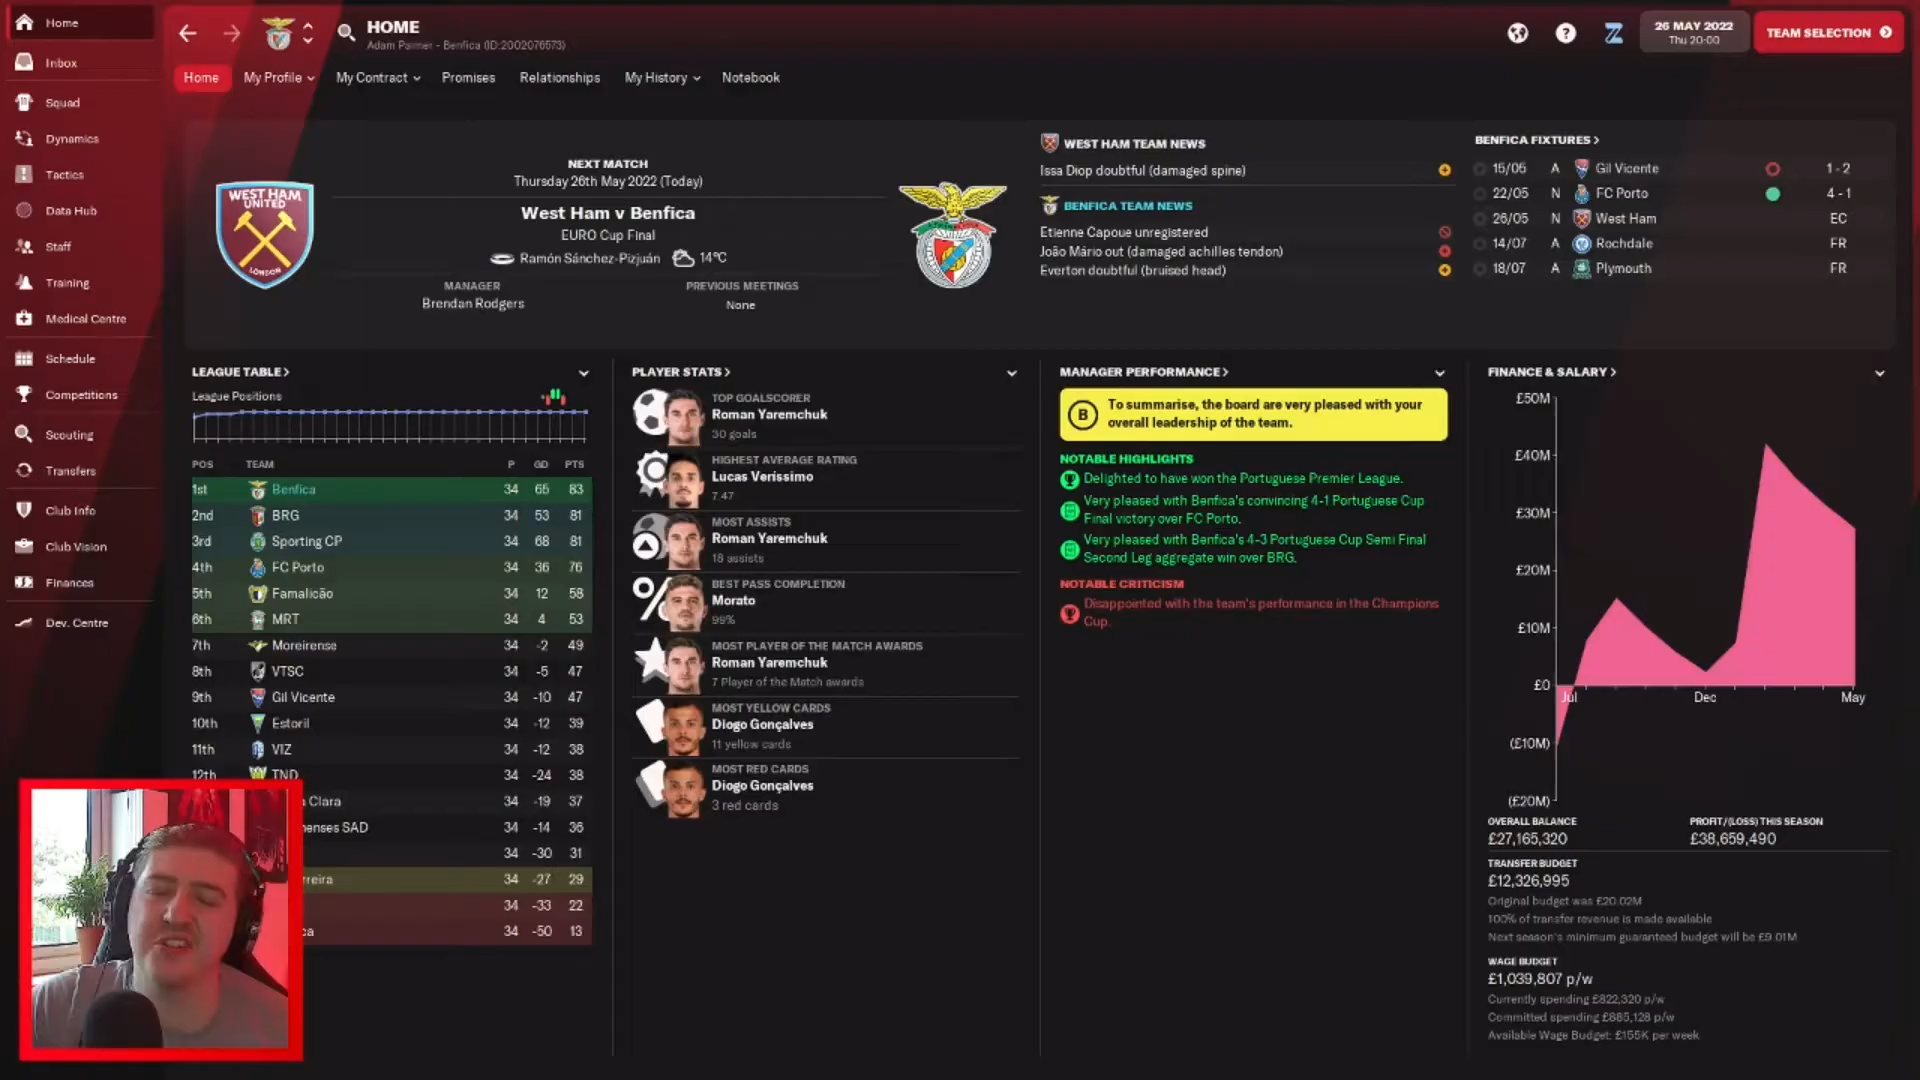 Home
Inbox
Squad
Dynamics
Tactics
Data Hub
Staff
Training
Medical Centre
Schedule
Competitions
Scouting
Transfers
Club Info
Club Vision
Finances
Dev. Centre
HOME
Adam Palmer - Benfica (ID:2002076573)
26 MAY 2022
Thu 20:00
TEAM SELECTION
Home
My Profile
My Contract
Promises
Relationships
My History
Notebook
WEST HAM
UNITED
LONDON
NEXT MATCH
Thursday 26th May 2022 (Today)
West Ham v Benfica
EURO Cup Final
Ramón Sánchez-Pizjuán
14°C
MANAGER
Brendan Rodgers
PREVIOUS MEETINGS
None
WEST HAM TEAM NEWS
Issa Diop doubtful (damaged spine)
BENFICA TEAM NEWS
Etienne Capoue unregistered
João Mário out (damaged achilles tendon)
Everton doubtful (bruised head)
BENFICA FIXTURES >
15/05 A Gil Vicente 1 - 2
22/05 N FC Porto 4 - 1
26/05 N West Ham EC
14/07 A Rochdale FR
18/07 A Plymouth FR
LEAGUE TABLE >
League Positions
POS TEAM P GD PTS
1st Benfica 34 65 83
2nd BRG 34 53 81
3rd Sporting CP 34 68 81
4th FC Porto 34 36 76
5th Famalicão 34 12 58
6th MRT 34 4 53
7th Moreirense 34 -2 49
8th VTSC 34 -5 47
9th Gil Vicente 34 -10 47
10th Estoril 34 -12 39
11th VIZ 34 -12 38
12th TND 34 -24 38
a Clara 34 -19 37
nenses SAD 34 -14 36
34 -30 31
rreira 34 -27 29
34 -33 22
ca 34 -50 13
PLAYER STATS >
TOP GOALSCORER
Roman Yaremchuk
30 goals
HIGHEST AVERAGE RATING
Lucas Veríssimo
7.47
MOST ASSISTS
Roman Yaremchuk
18 assists
BEST PASS COMPLETION
Morato
99%
MOST PLAYER OF THE MATCH AWARDS
Roman Yaremchuk
7 Player of the Match awards
MOST YELLOW CARDS
Diogo Gonçalves
11 yellow cards
MOST RED CARDS
Diogo Gonçalves
3 red cards
MANAGER PERFORMANCE >
B
To summarise, the board are very pleased with your
overall leadership of the team.
NOTABLE HIGHLIGHTS
Delighted to have won the Portuguese Premier League.
Very pleased with Benfica's convincing 4-1 Portuguese Cup
Final victory over FC Porto.
Very pleased with Benfica's 4-3 Portuguese Cup Semi Final
Second Leg aggregate win over BRG.
NOTABLE CRITICISM
Disappointed with the team's performance in the Champions
Cup.
FINANCE & SALARY >
£50M
£40M
£30M
£20M
£10M
£0
(£10M)
(£20M)
Jul Dec May
OVERALL BALANCE
£27,165,320
PROFIT/(LOSS) THIS SEASON
£38,659,490
TRANSFER BUDGET
£12,326,995
Original budget was £20.02M
100% of transfer revenue is made available
Next season's minimum guaranteed budget will be £9.01M
WAGE BUDGET
£1,039,807 p/w
Currently spending £822,320 p/w
Committed spending £885,128 p/w
Available Wage Budget: £155K per week